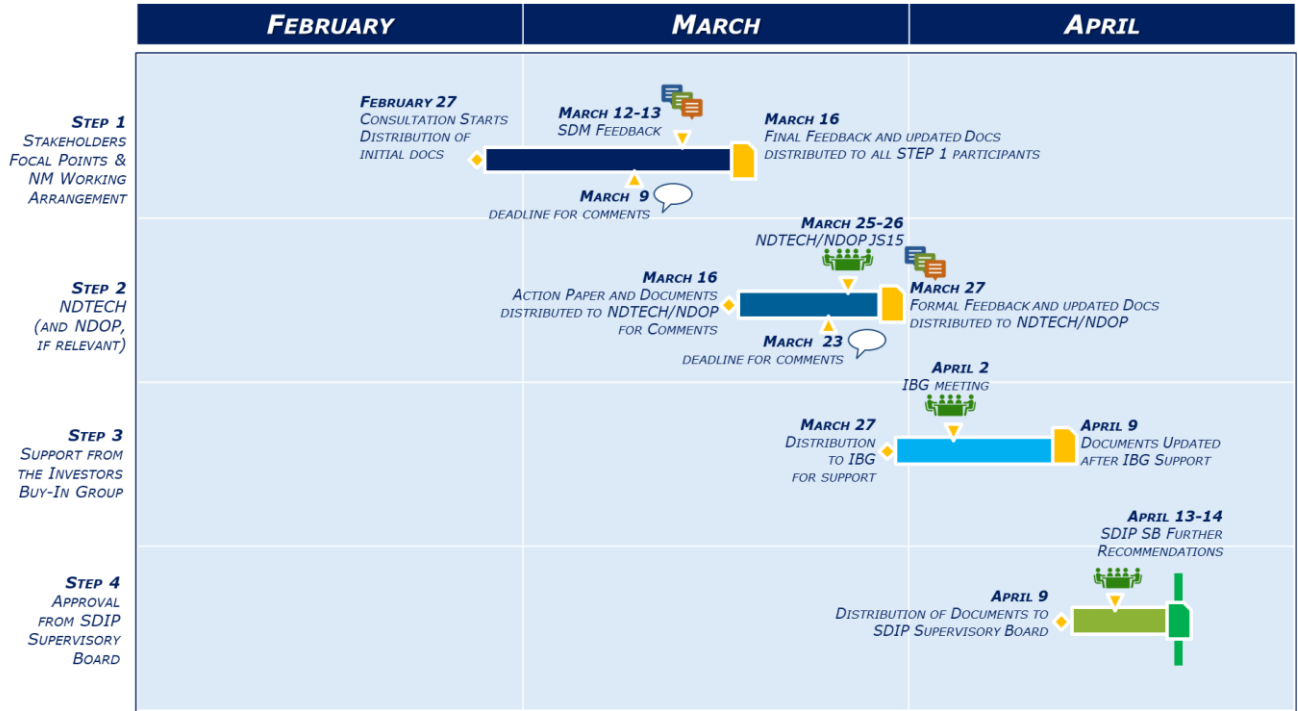 FEBRUARY
MARCH
APRIL
STEP 1
STAKEHOLDERS
FOCAL POINTS &
NM WORKING
ARRANGEMENT
FEBRUARY 27
CONSULTATION STARTS
DISTRIBUTION OF
INITIAL DOCS
MARCH 12-13
SDM FEEDBACK
MARCH 16
FINAL FEEDBACK AND UPDATED DOCS
DISTRIBUTED TO ALL STEP 1 PARTICIPANTS
MARCH 9
DEADLINE FOR COMMENTS
STEP 2
NDTECH
(AND NDOP,
IF RELEVANT)
MARCH 16
ACTION PAPER AND DOCUMENTS
DISTRIBUTED TO NDTECH/NDOP
FOR COMMENTS
MARCH 25-26
NDTECH/NDOP JS15
MARCH 27
FORMAL FEEDBACK AND UPDATED DOCS
DISTRIBUTED TO NDTECH/NDOP
MARCH 23
DEADLINE FOR COMMENTS
STEP 3
SUPPORT FROM
THE INVESTORS
BUY-IN GROUP
MARCH 27
DISTRIBUTION
TO IBG
FOR SUPPORT
APRIL 2
IBG MEETING
APRIL 9
DOCUMENTS UPDATED
AFTER IBG SUPPORT
STEP 4
APPROVAL
FROM SDIP
SUPERVISORY
BOARD
APRIL 9
DISTRIBUTION OF DOCUMENTS TO
SDIP SUPERVISORY BOARD
APRIL 13-14
SDIP SB FURTHER
RECOMMENDATIONS